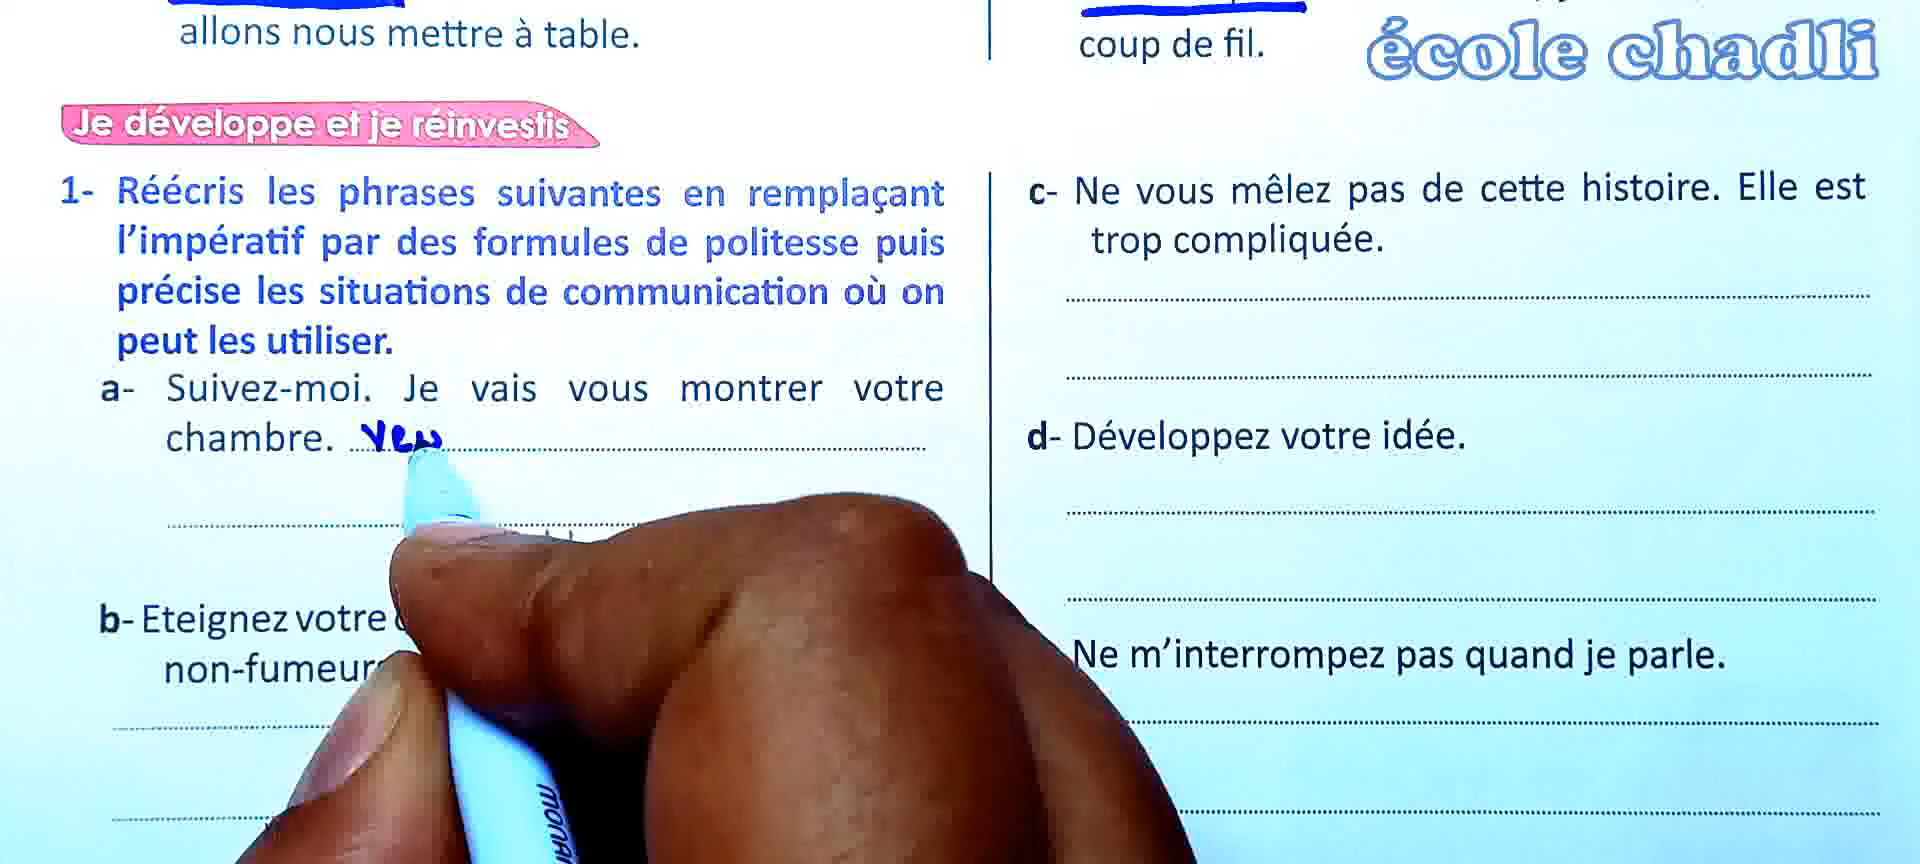 allons nous mettre à table.
Je développe et je réinvestis
1- Réécris les phrases suivantes en remplaçant
l'impératif par des formules de politesse puis
précise les situations de communication où on
peut les utiliser.
a- Suivez-moi. Je vais vous montrer votre
chambre. veu
b- Eteignez votre
non-fumeurs
coup de fil.
école chadli
c- Ne vous mêlez pas de cette histoire. Elle est
trop compliquée.
d- Développez votre idée.
Ne m'interrompez pas quand je parle.